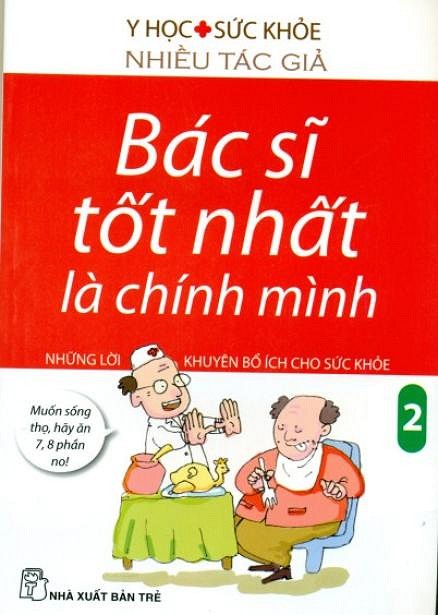 Y HỌC + SỨC KHỎE
NHIỀU TÁC GIẢ
Bác sĩ
tốt nhất
là chính mình
NHỮNG LỜI KHUYÊN BỔ ÍCH CHO SỨC KHỎE
2
Muốn sống
thọ, hãy ăn
7, 8 phần
no!
NHÀ XUẤT BẢN TRẺ